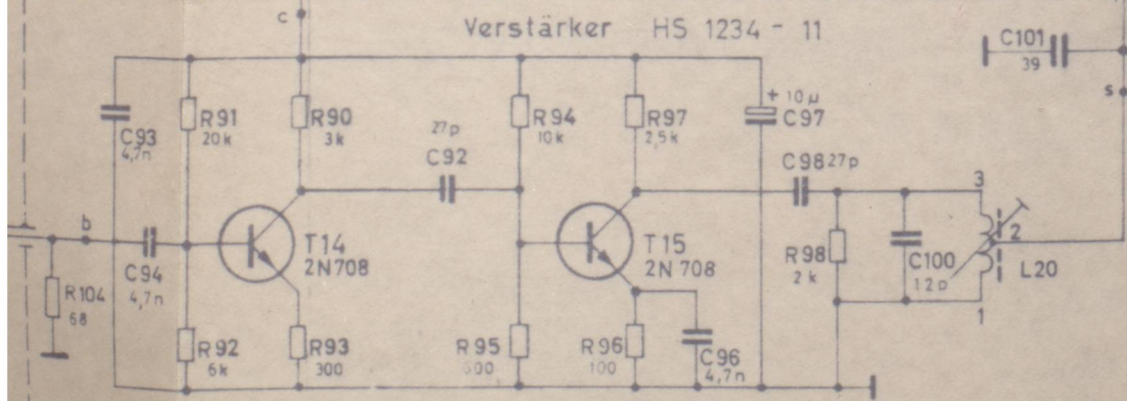 c
Verstärker HS 1234 - 11
C101
39
s
R91
20k
R90
3k
R94
10k
R97
2,5k
+ 10µ
C97
C93
4,7n
27p
C92
C98 27p
3
b
T14
2N708
T15
2N708
R98
2k
C100
12p
2
L20
C94
4,7n
R104
68
1
R92
6k
R93
300
R95
R96
100
C96
4,7n